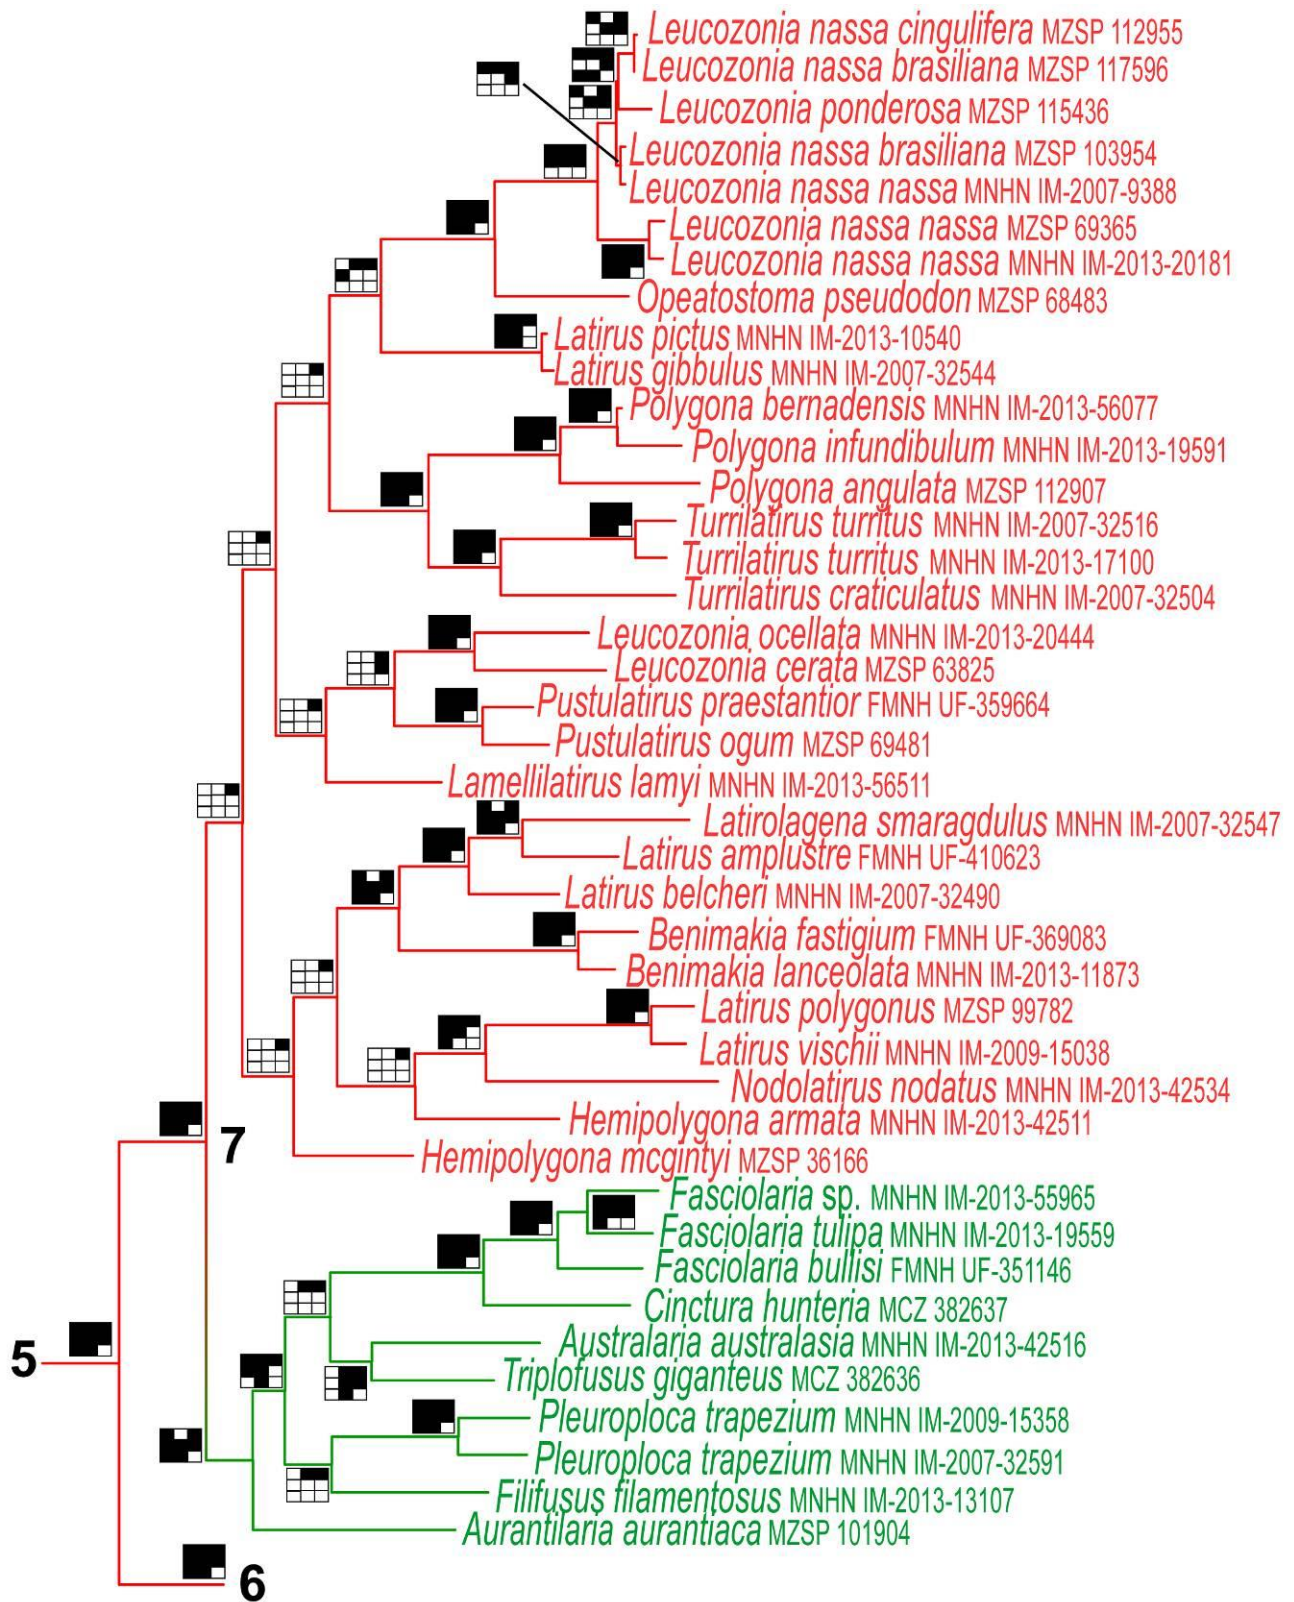 Leucozonia nassa cingulifera MZSP 112955
Leucozonia nassa brasiliana MZSP 117596
Leucozonia ponderosa MZSP 115436
Leucozonia nassa brasiliana MZSP 103954
Leucozonia nassa nassa MNHN IM-2007-9388
Leucozonia nassa nassa MZSP 69365
Leucozonia nassa nassa MNHN IM-2013-20181
Opeatostoma pseudodon MZSP 68483
Latirus pictus MNHN IM-2013-10540
Latirus gibbulus MNHN IM-2007-32544
Polygona bernadensis MNHN IM-2013-56077
Polygona infundibulum MNHN IM-2013-19591
Polygona angulata MZSP 112907
Turrilatirus turritus MNHN IM-2007-32516
Turrilatirus turritus MNHN IM-2013-17100
Turrilatirus craticulatus MNHN IM-2007-32504
Leucozonia ocellata MNHN IM-2013-20444
Leucozonia cerata MZSP 63825
Pustulatirus praestantior FMNH UF-359664
Pustulatirus ogum MZSP 69481
Lamellilatirus lamyi MNHN IM-2013-56511
Latirolagena smaragdulus MNHN IM-2007-32547
Latirus amplustre FMNH UF-410623
Latirus belcheri MNHN IM-2007-32490
Benimakia fastigium FMNH UF-369083
Benimakia lanceolata MNHN IM-2013-11873
Latirus polygonus MZSP 99782
Latirus vischii MNHN IM-2009-15038
Nodolatirus nodatus MNHN IM-2013-42534
Hemipolygona armata MNHN IM-2013-42511
7
Hemipolygona mcgintyi MZSP 36166
Fasciolaria sp. MNHN IM-2013-55965
Fasciolaria tulipa MNHN IM-2013-19559
Fasciolaria bullisi FMNH UF-351146
Cinctura hunteria MCZ 382637
Australaria australasia MNHN IM-2013-42516
5
Triplofusus giganteus MCZ 382636
Pleuroploca trapezium MNHN IM-2009-15358
Pleuroploca trapezium MNHN IM-2007-32591
Filifusus filamentosus MNHN IM-2013-13107
Aurantilaria aurantiaca MZSP 101904
6